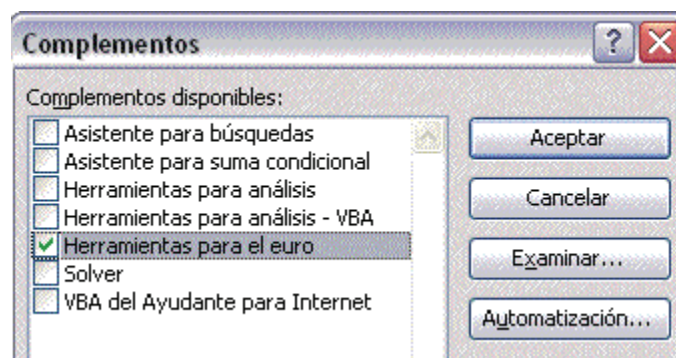 Complementos
Complementos disponibles:
Asistente para búsquedas
Asistente para suma condicional
Herramientas para análisis
Herramientas para análisis - VBA
Herramientas para el euro
Solver
VBA del Ayudante para Internet
Aceptar
Cancelar
Examinar...
Automatización...